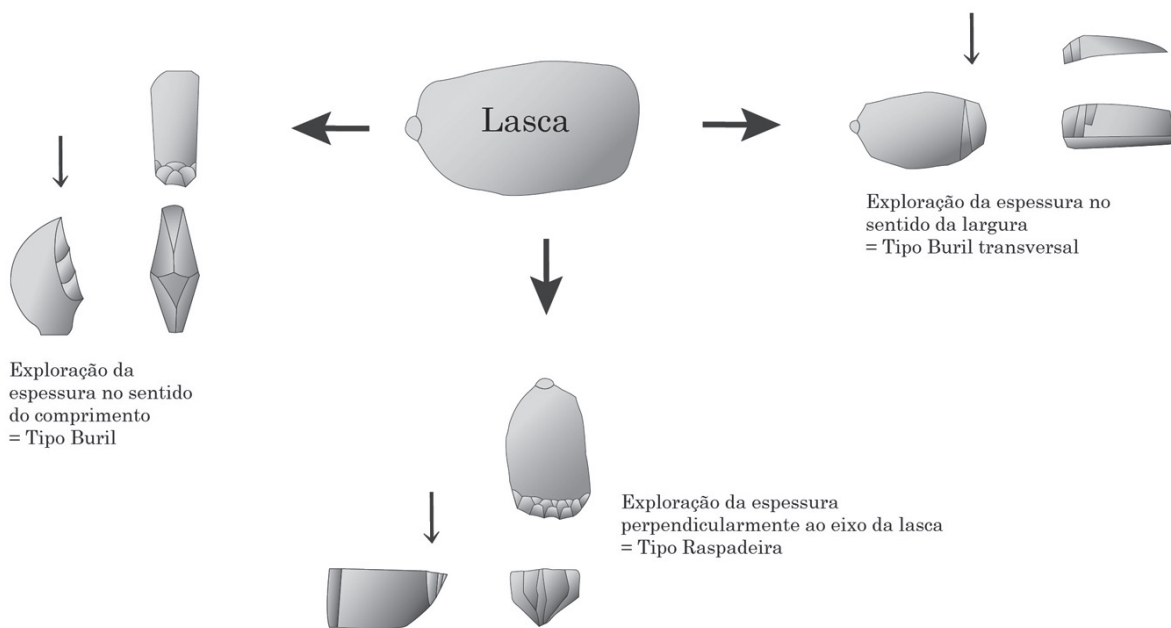 Lasca
Exploração da espessura no
sentido da largura
= Tipo Buril transversal
Exploração da
espessura no sentido
do comprimento
= Tipo Buril
Exploração da espessura
perpendicularmente ao eixo da lasca
= Tipo Raspadeira